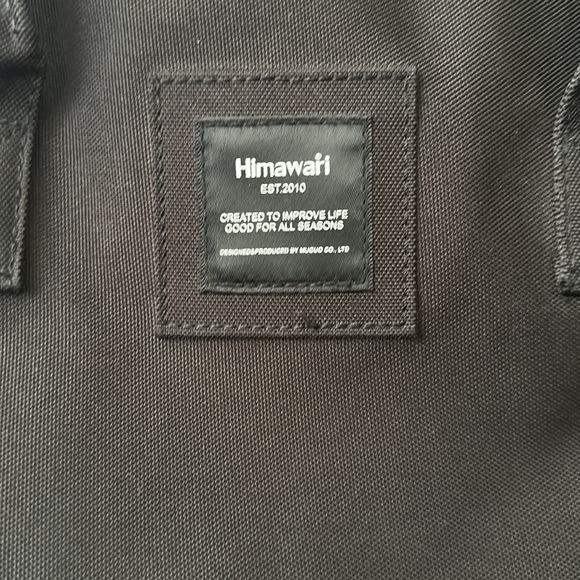 Himawari
EST.2010
CREATED TO IMPROVE LIFE
GOOD FOR ALL SEASONS
DESIGNED&PRODUCED BY MUGUO CO., LTD